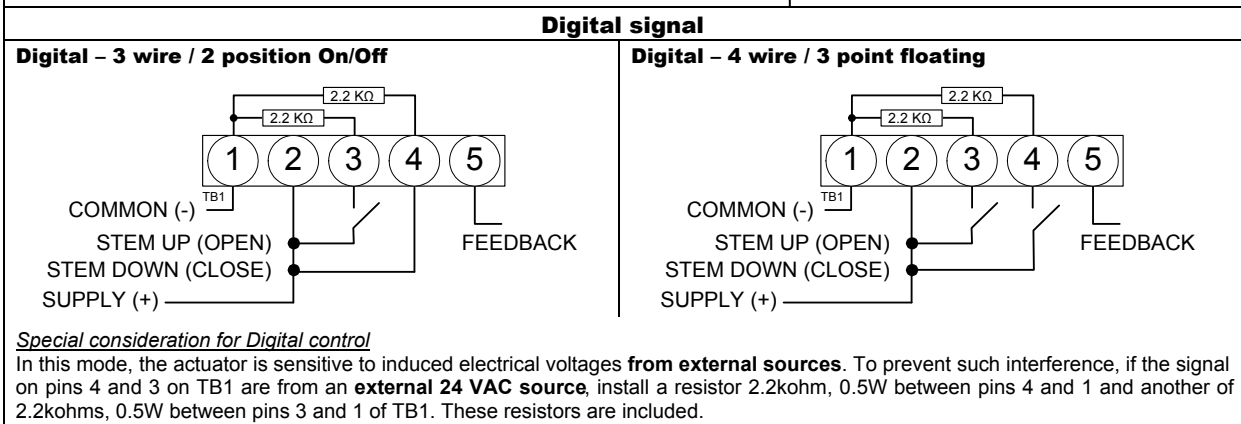 Digital signal
Digital – 3 wire / 2 position On/Off
2.2 KΩ
2.2 KΩ
1 2 3 4 5
TB1
COMMON (-)
STEM UP (OPEN)
FEEDBACK
STEM DOWN (CLOSE)
SUPPLY (+)
Digital – 4 wire / 3 point floating
2.2 KΩ
2.2 KΩ
1 2 3 4 5
TB1
COMMON (-)
STEM UP (OPEN)
FEEDBACK
STEM DOWN (CLOSE)
SUPPLY (+)
Special consideration for Digital control
In this mode, the actuator is sensitive to induced electrical voltages from external sources. To prevent such interference, if the signal
on pins 4 and 3 on TB1 are from an external 24 VAC source, install a resistor 2.2kohm, 0.5W between pins 4 and 1 and another of
2.2kohms, 0.5W between pins 3 and 1 of TB1. These resistors are included.